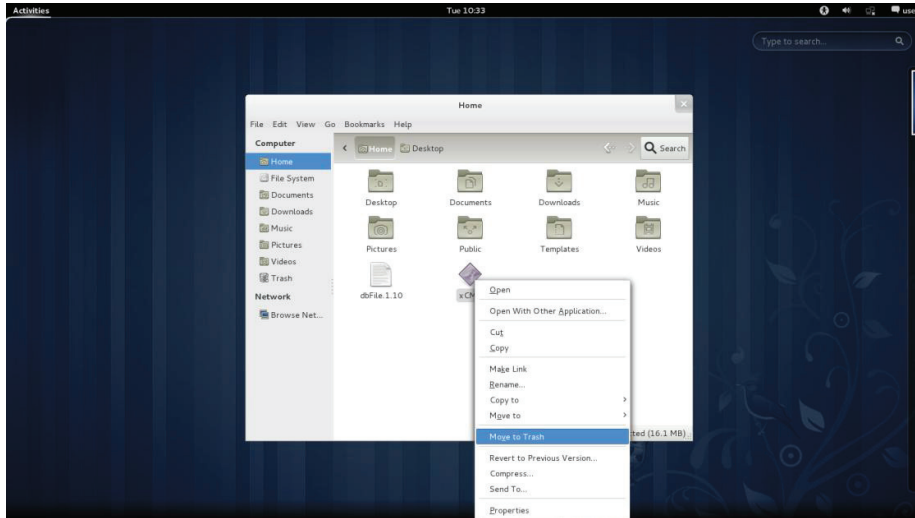 Activities
Tue 10:33
use
Type to search...
Home
File Edit View Go Bookmarks Help
Computer
Home
File System
Documents
Downloads
Music
Pictures
Videos
Trash
Network
Browse Net...
Home Desktop
Search
Desktop Documents Downloads Music
Pictures Public Templates Videos
dbFile.1.10 xCM
Open
Open With Other Application...
Cut
Copy
Make Link
Rename...
Copy to
Move to
Move to Trash
Revert to Previous Version...
Compress...
Send To...
Properties
ted (16.1 MB)